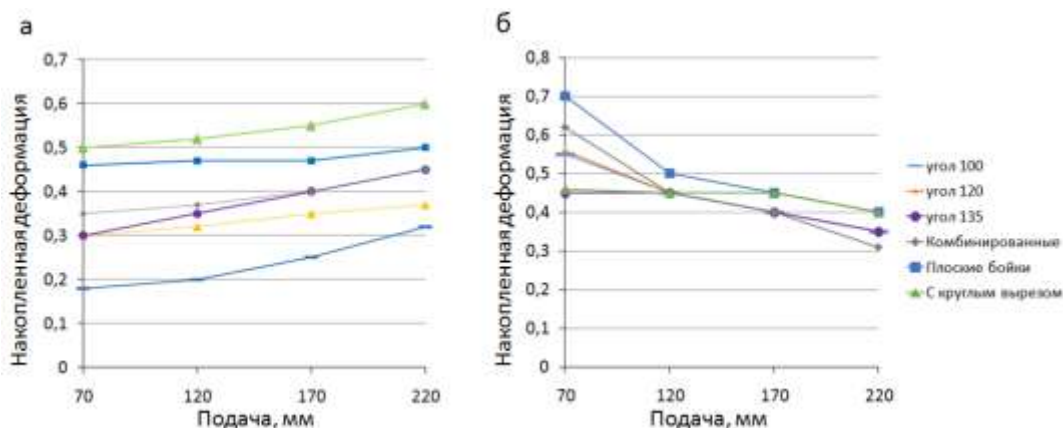 а
Накопленная деформация
0,7
0,6
0,5
0,4
0,3
0,2
0,1
0
70 120 170 220
Подача, мм
б
Накопленная деформация
0,8
0,7
0,6
0,5
0,4
0,3
0,2
0,1
0
70 120 170 220
Подача, мм
угол 100
угол 120
угол 135
Комбинированные
Плоские бойки
С круглым вырезом